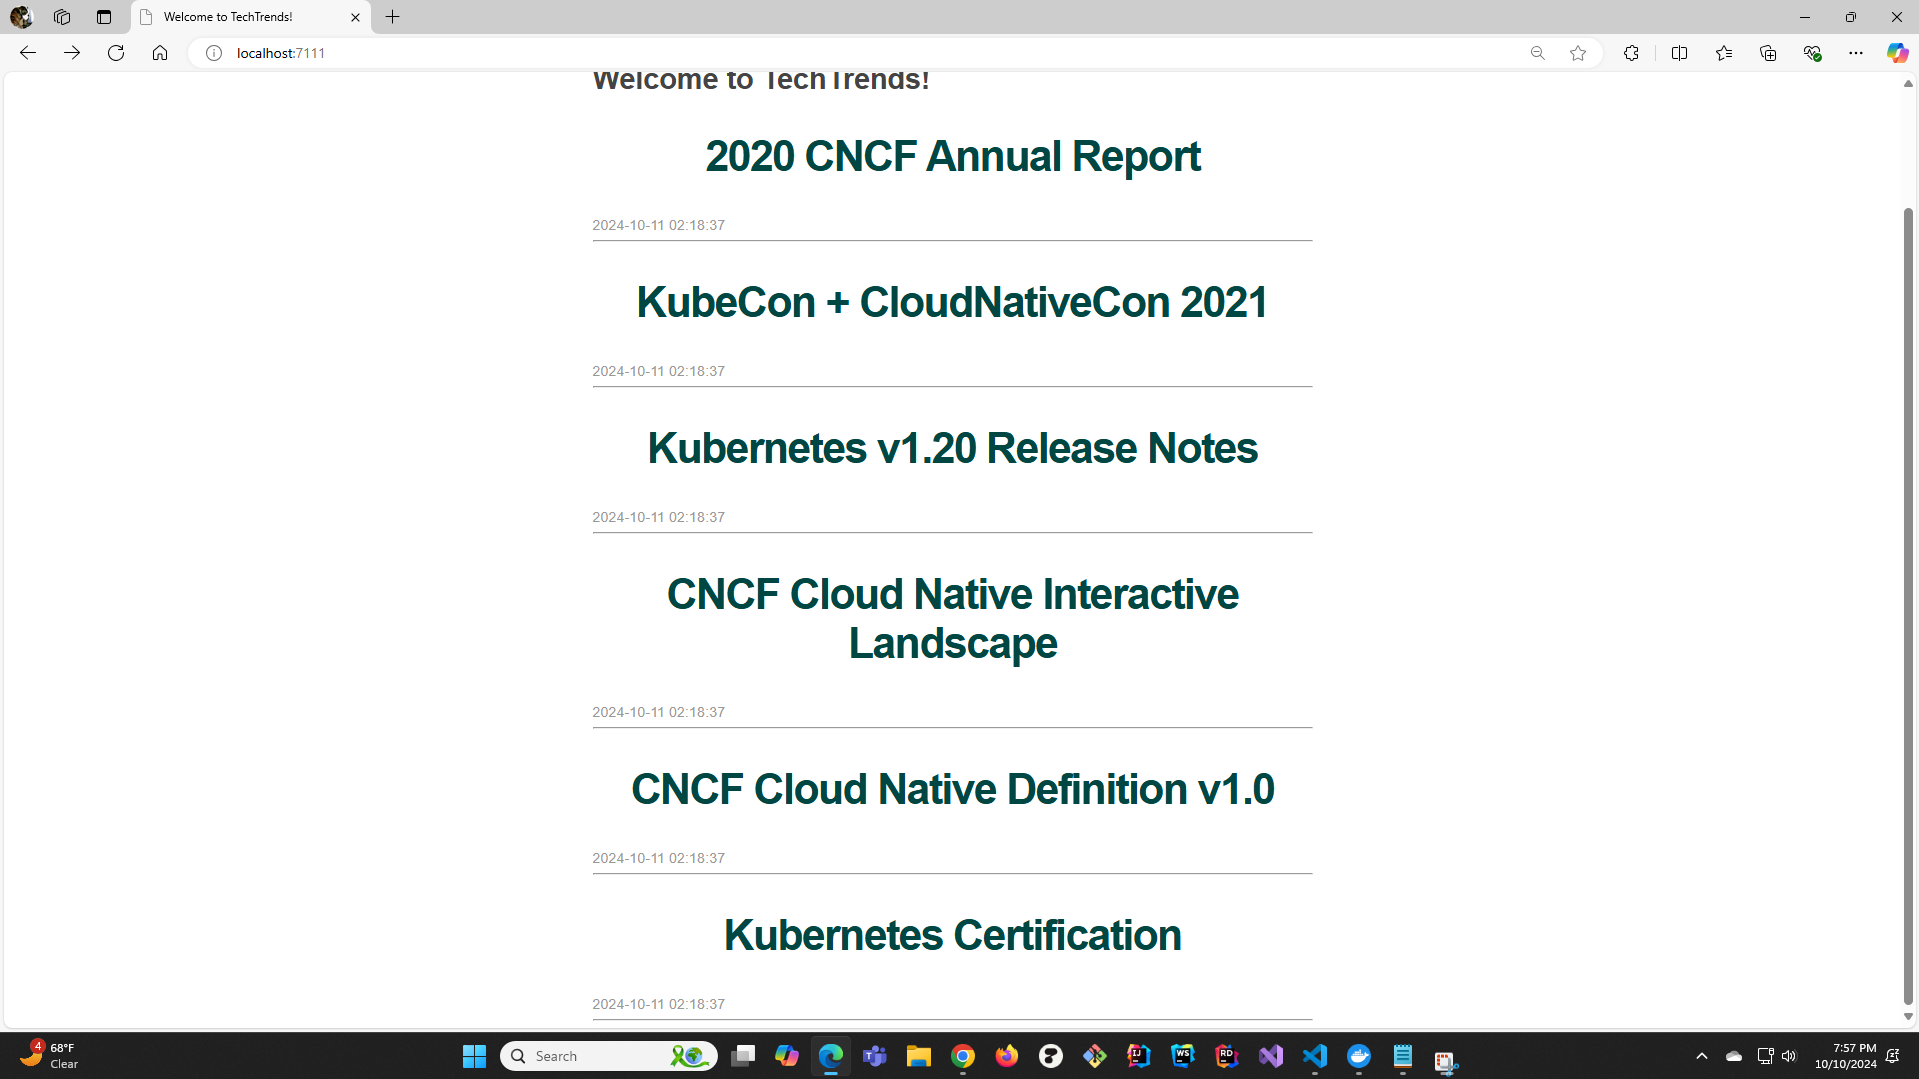 Welcome to TechTrends!
localhost:7111
Welcome to TechTrends!
2020 CNCF Annual Report
2024-10-11 02:18:37
KubeCon + CloudNativeCon 2021
2024-10-11 02:18:37
Kubernetes v1.20 Release Notes
2024-10-11 02:18:37
CNCF Cloud Native Interactive
Landscape
2024-10-11 02:18:37
CNCF Cloud Native Definition v1.0
2024-10-11 02:18:37
Kubernetes Certification
2024-10-11 02:18:37
4
68°F
Clear
Search
IJ
WS
RD
7:57 PM
10/10/2024